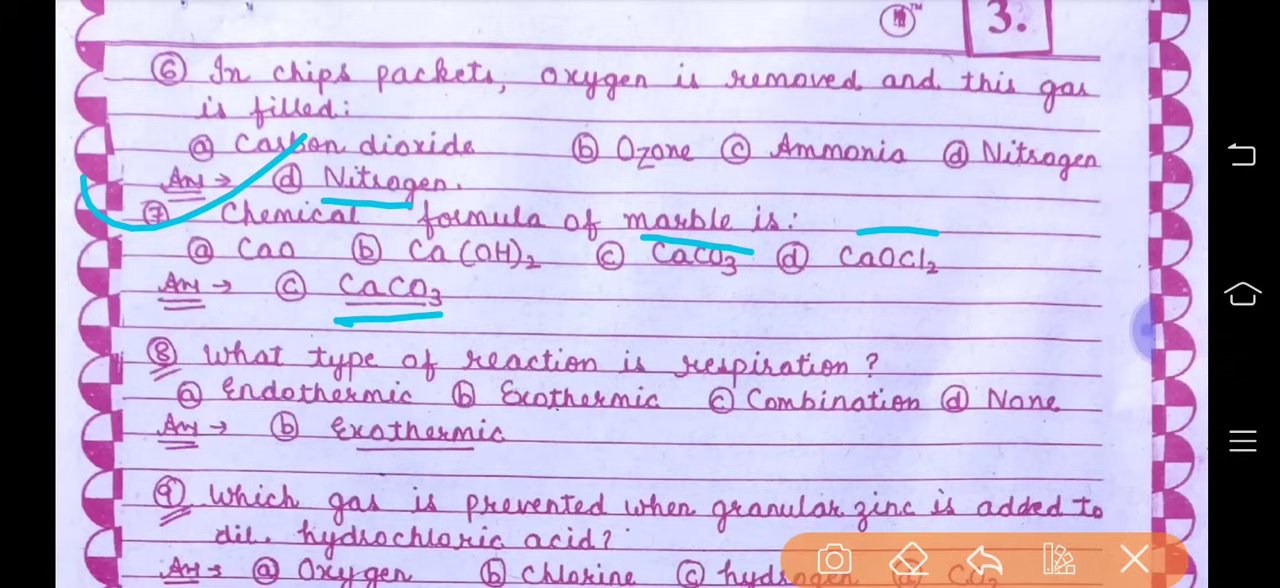 3.
⑥ In chips packets, oxygen is removed and this gas
is filled:
ⓐ Carbon dioxide ⓑ Ozone ⓒ Ammonia ⓓ Nitrogen
Ans → ⓓ Nitrogen.
⑦ Chemical formula of marble is:
ⓐ CaO ⓑ Ca(OH)₂ ⓒ CaCO₃ ⓓ CaOCl₂
Ans → ⓒ CaCO₃
⑧ What type of reaction is respiration?
ⓐ Endothermic ⓑ Exothermic ⓒ Combination ⓓ None
Ans → ⓑ Exothermic
⑨ Which gas is prevented when granular zinc is added to
dil. hydrochloric acid?
Ans → ⓐ Oxygen ⓑ Chlorine ⓒ hydrogen ⓓ CO₂